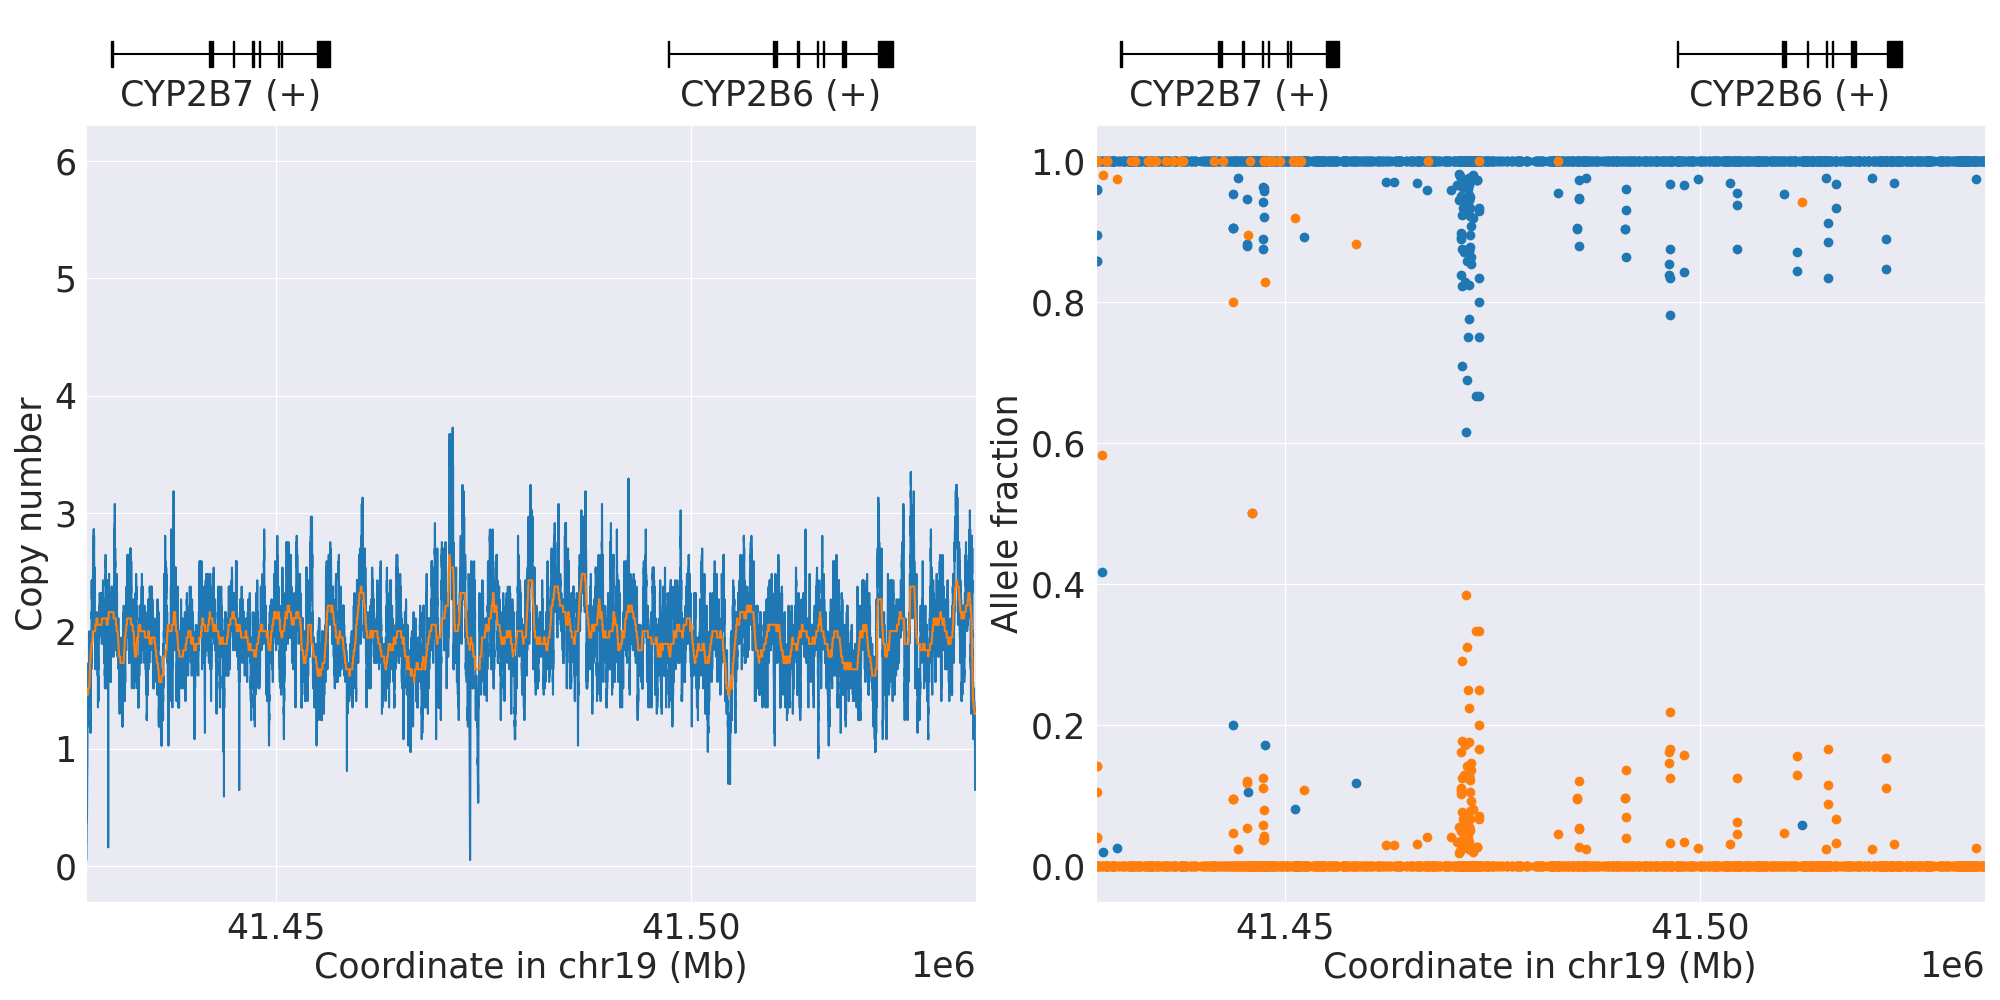 CYP2B7 (+)
CYP2B6 (+)
6
5
4
3
2
1
0
Copy number
41.45
41.50
Coordinate in chr19 (Mb)
1e6
CYP2B7 (+)
CYP2B6 (+)
1.0
0.8
0.6
0.4
0.2
0.0
Allele fraction
41.45
41.50
Coordinate in chr19 (Mb)
1e6